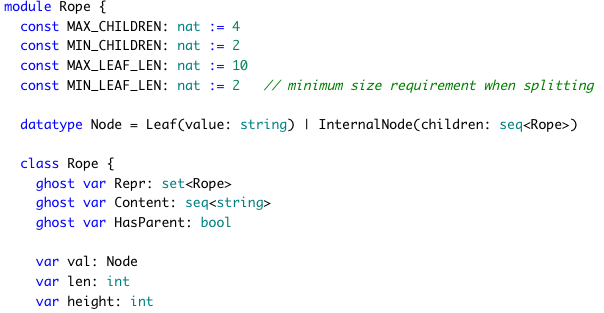 module Rope {
const MAX_CHILDREN: nat := 4
const MIN_CHILDREN: nat := 2
const MAX_LEAF_LEN: nat := 10
const MIN_LEAF_LEN: nat := 2   // minimum size requirement when splitting
datatype Node = Leaf(value: string) | InternalNode(children: seq<Rope>)
class Rope {
ghost var Repr: set<Rope>
ghost var Content: seq<string>
ghost var HasParent: bool
var val: Node
var len: int
var height: int